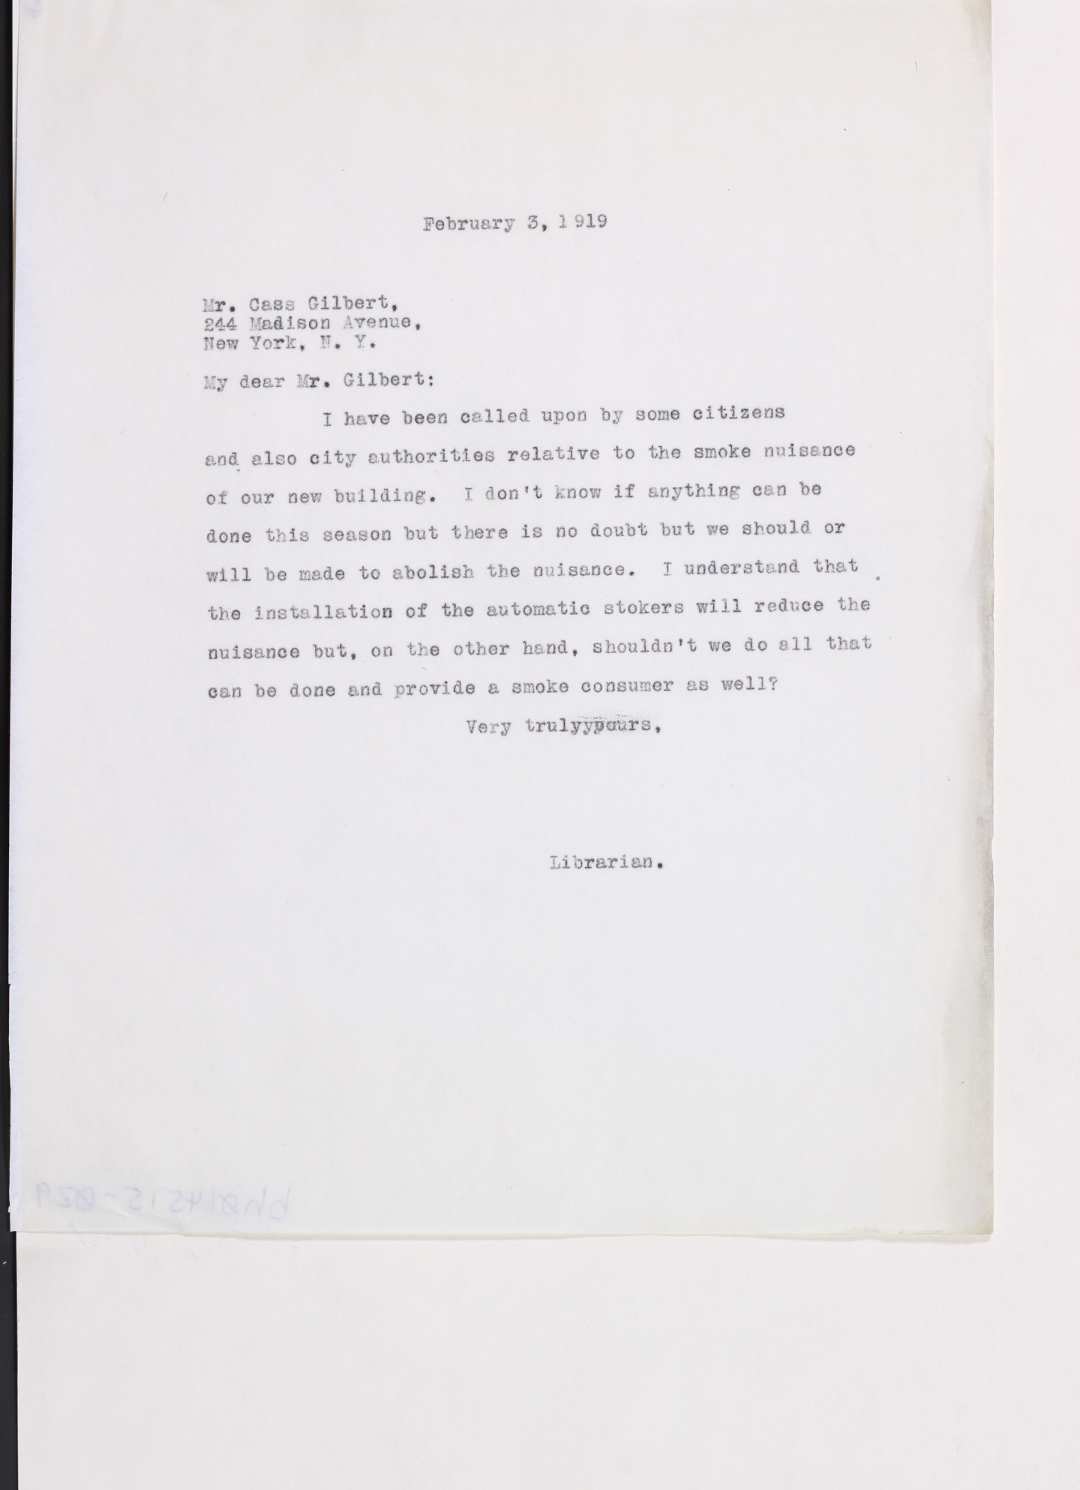 February 3, 1919
Mr. Cass Gilbert,
244 Madison Avenue,
New York, N. Y.
My dear Mr. Gilbert:
I have been called upon by some citizens
and also city authorities relative to the smoke nuisance
of our new building. I don't know if anything can be
done this season but there is no doubt but we should or
will be made to abolish the nuisance. I understand that
the installation of the automatic stokers will reduce the
nuisance but, on the other hand, shouldn't we do all that
can be done and provide a smoke consumer as well?
Very truly yours,
Librarian.
bh014515-029